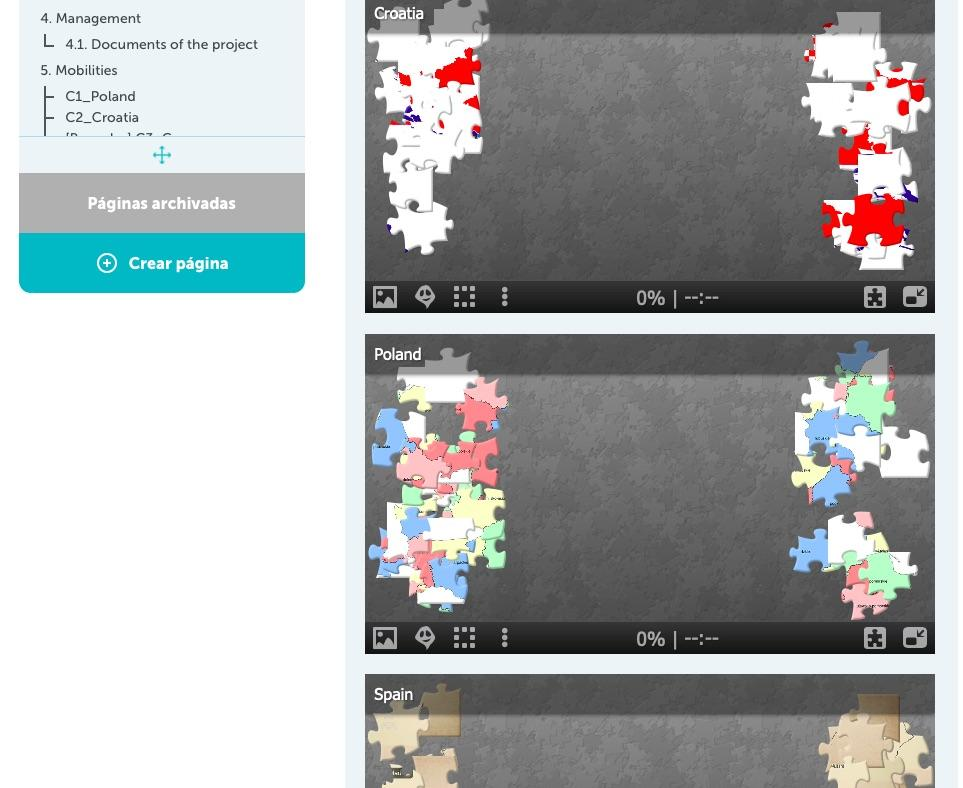 4. Management
4.1. Documents of the project
5. Mobilities
C1_Poland
C2_Croatia
Páginas archivadas
Crear página
Croatia
0% | --:--
Poland
0% | --:--
Spain